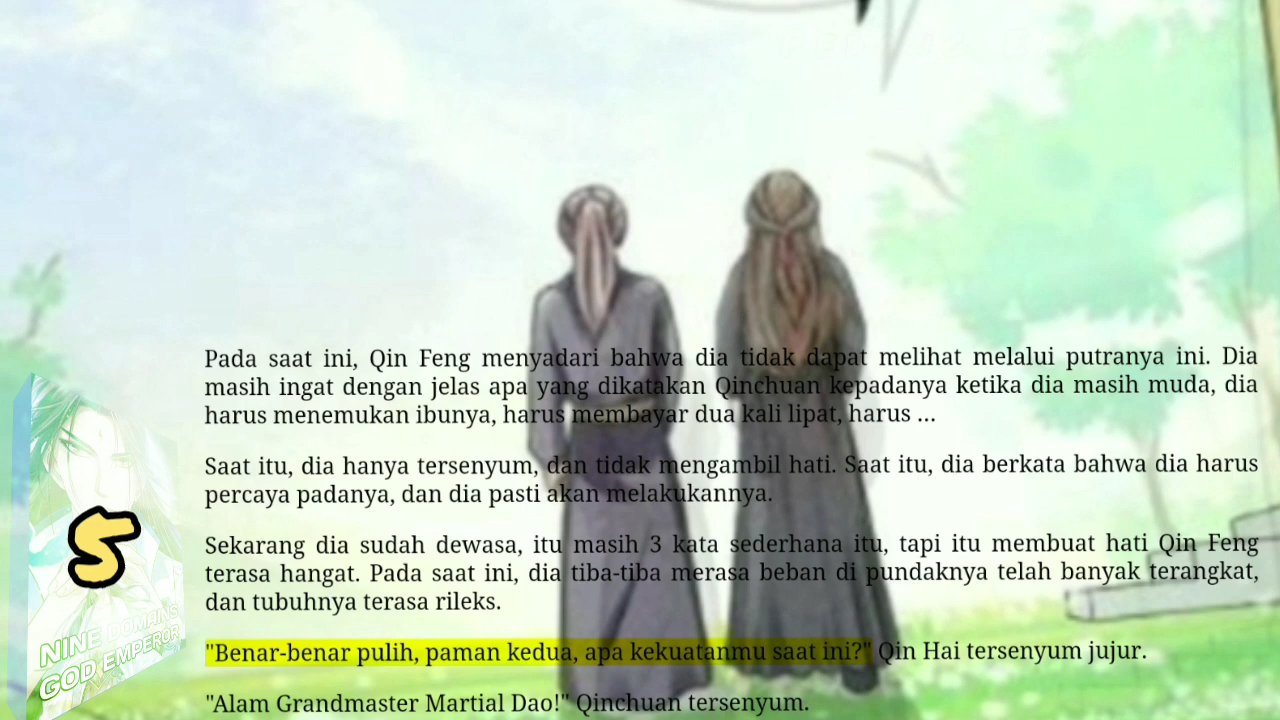 Pada saat ini, Qin Feng menyadari bahwa dia tidak dapat melihat melalui putranya ini. Dia
masih ingat dengan jelas apa yang dikatakan Qinchuan kepadanya ketika dia masih muda, dia
harus menemukan ibunya, harus membayar dua kali lipat, harus ...
Saat itu, dia hanya tersenyum, dan tidak mengambil hati. Saat itu, dia berkata bahwa dia harus
percaya padanya, dan dia pasti akan melakukannya.
Sekarang dia sudah dewasa, itu masih 3 kata sederhana itu, tapi itu membuat hati Qin Feng
terasa hangat. Pada saat ini, dia tiba-tiba merasa beban di pundaknya telah banyak terangkat,
dan tubuhnya terasa rileks.
"Benar-benar pulih, paman kedua, apa kekuatanmu saat ini?" Qin Hai tersenyum jujur.
"Alam Grandmaster Martial Dao!" Qinchuan tersenyum.
5
NINE DOMAINS
GOD EMPEROR